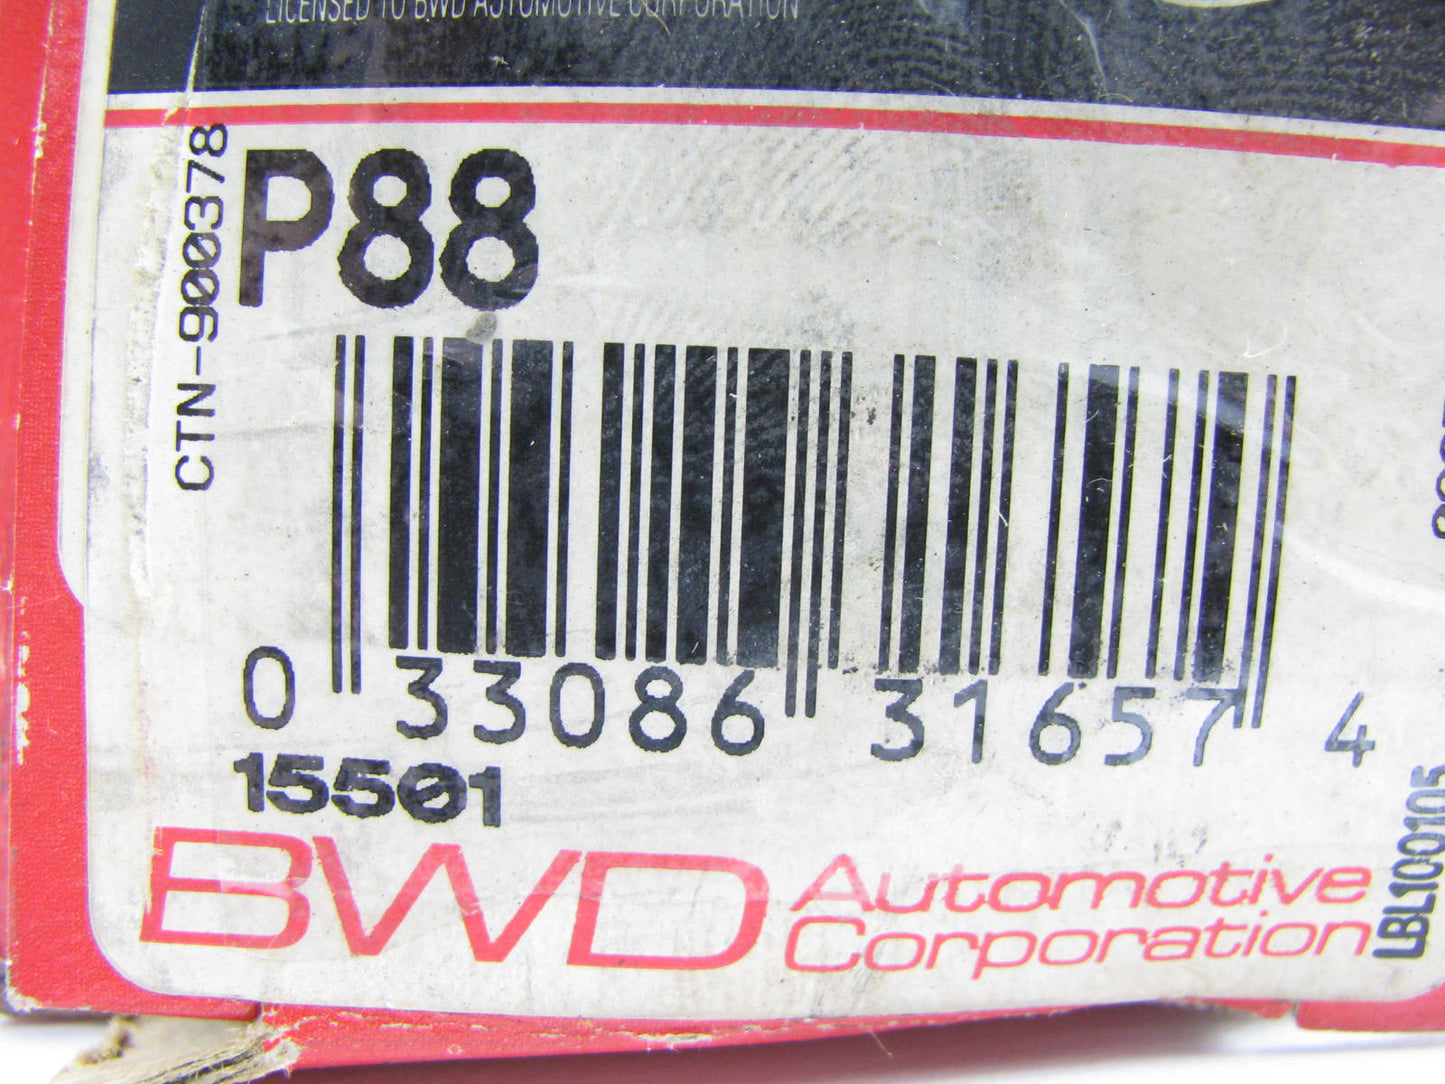 LICENSED TO BWD AUTOMOTIVE CORPORATION
CTN-900378
P88
0 33086 31657 4
15501
BWD Automotive
Corporation
LBL100105